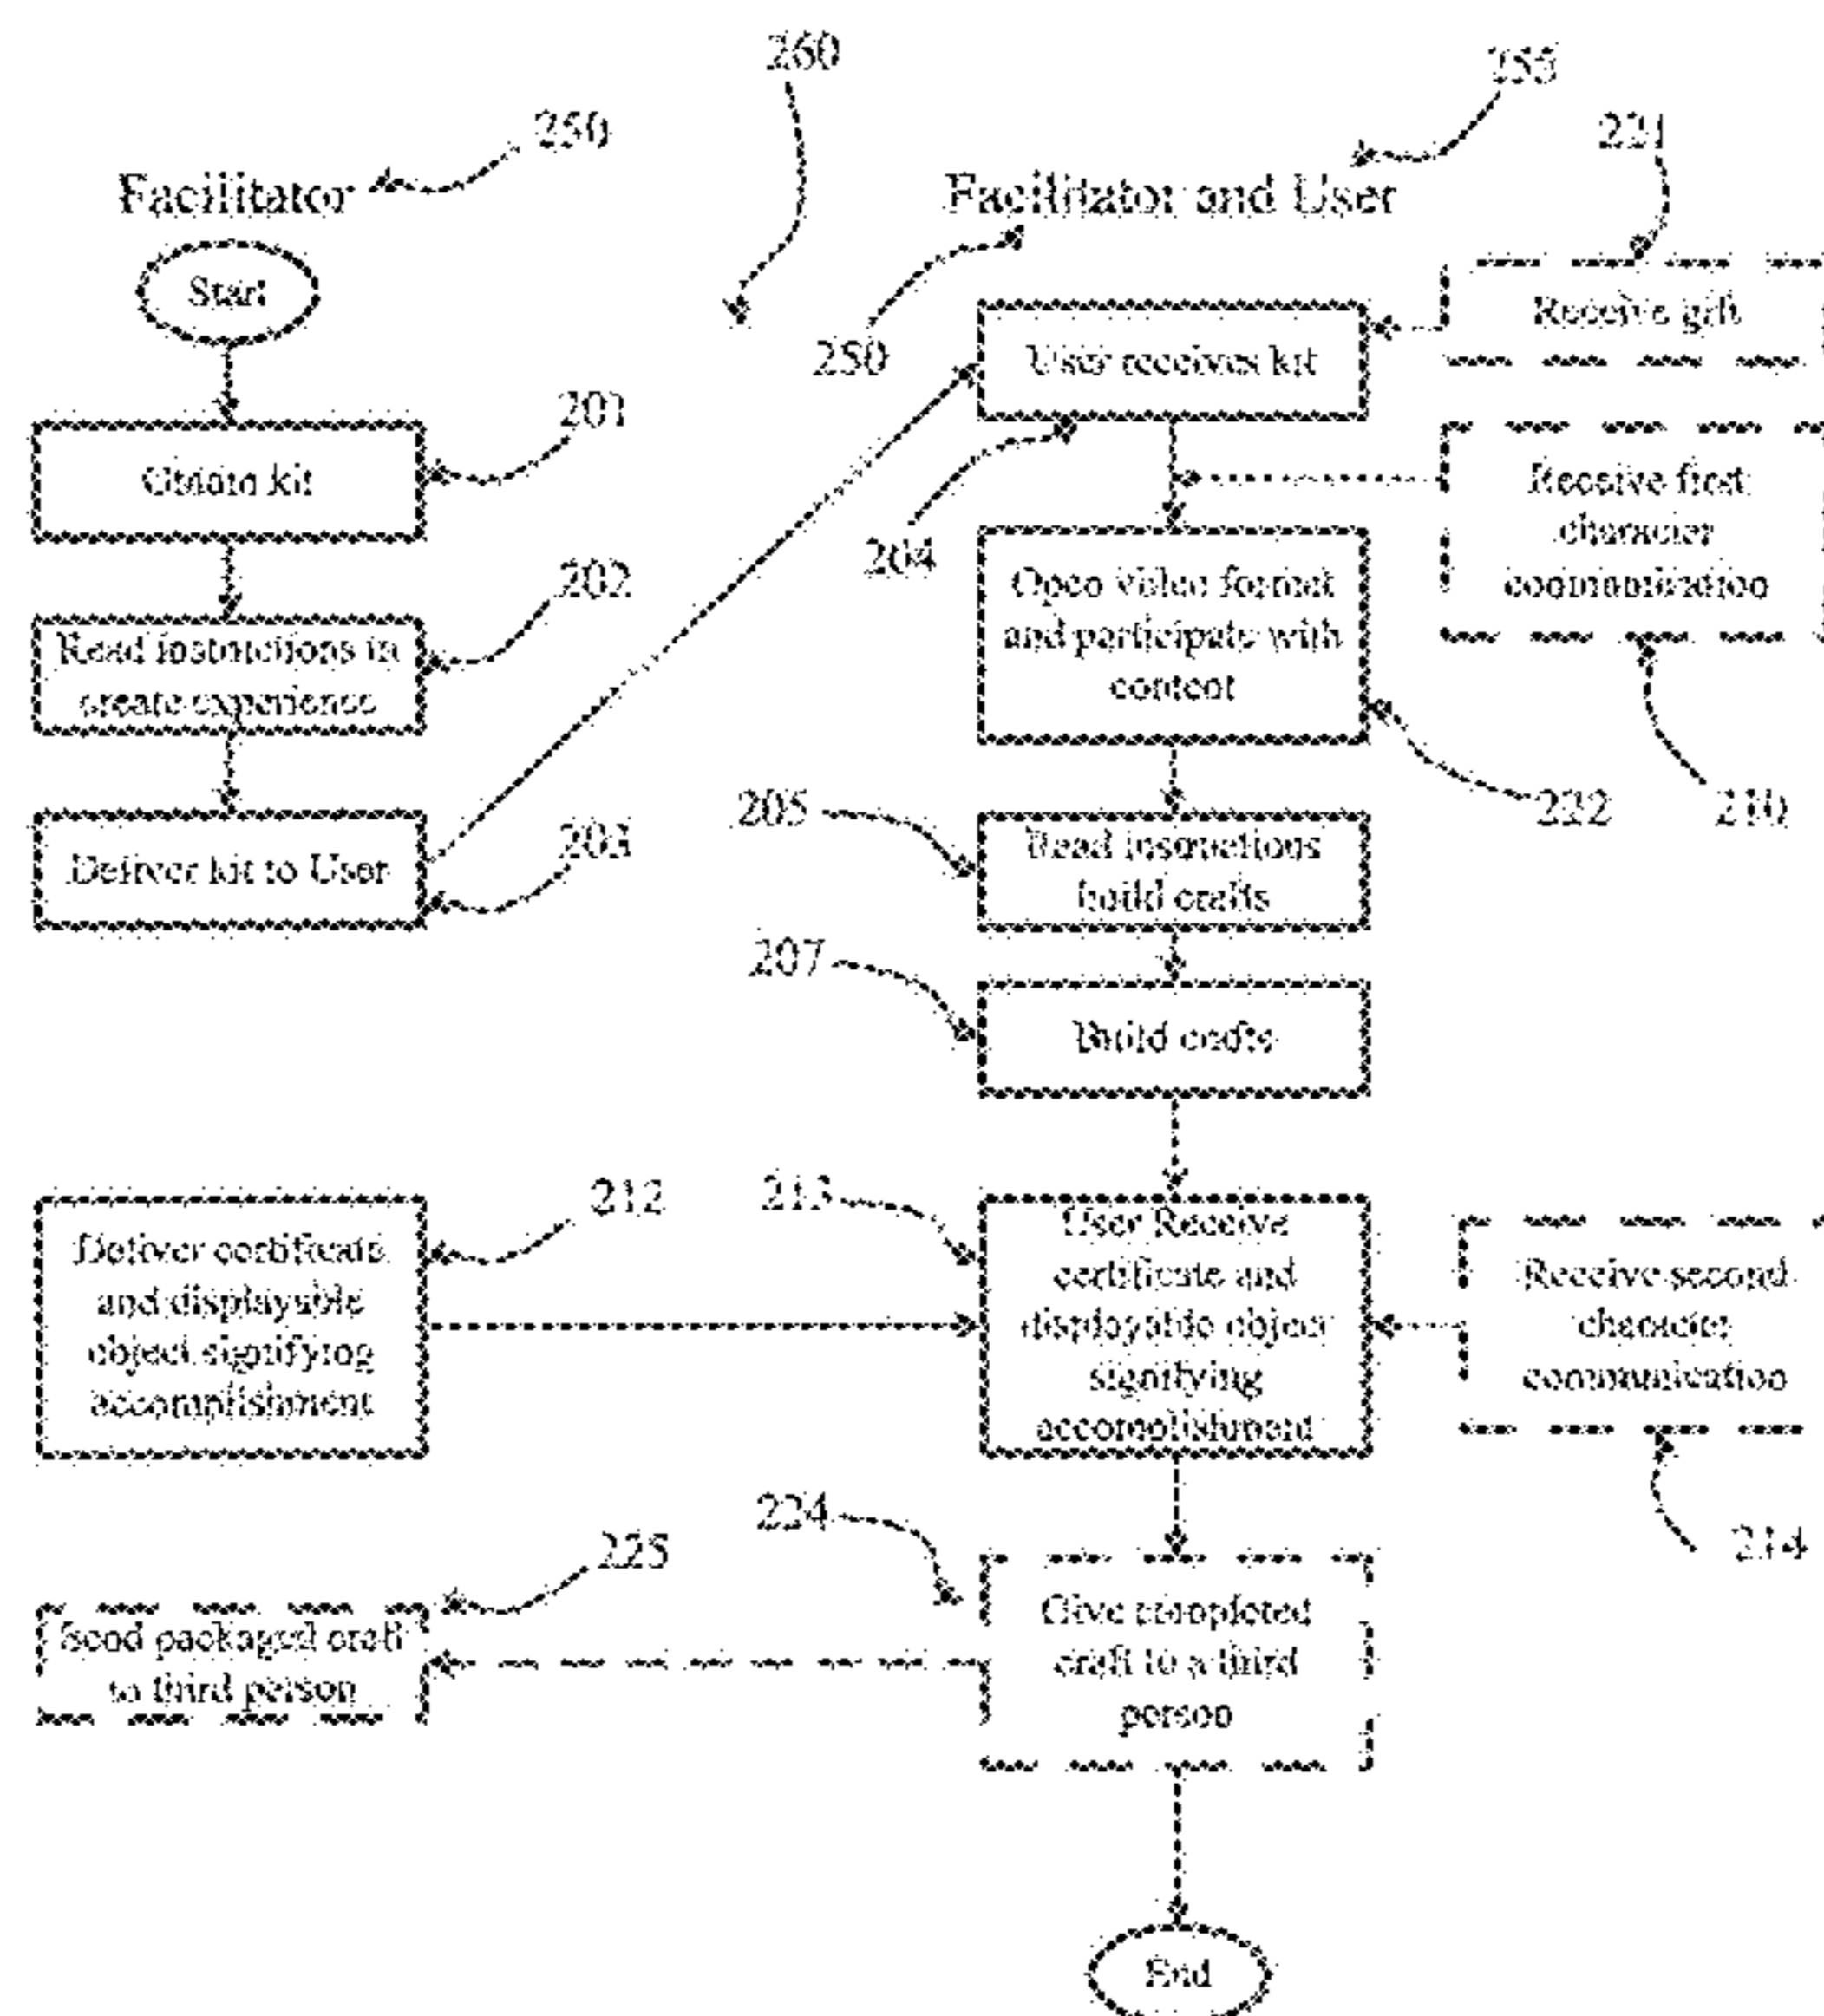 260
255
250
221
Facilitator
Facilitator and User
Start
Receive gift
250
User receives kit
201
Obtain kit
Receive first
character
communication
204
202
Open video format
and participate with
content
Read instructions in
create experience
205
222
210
203
Read instructions
build crafts
Deliver kit to User
207
Build crafts
212
213
User Receive
certificate and
displayable object
signifying
accomplishment
Deliver certificate
and displayable
object signifying
accomplishment
Receive second
character
communication
224
214
225
Give completed
craft to a third
person
Send packaged craft
to third person
End